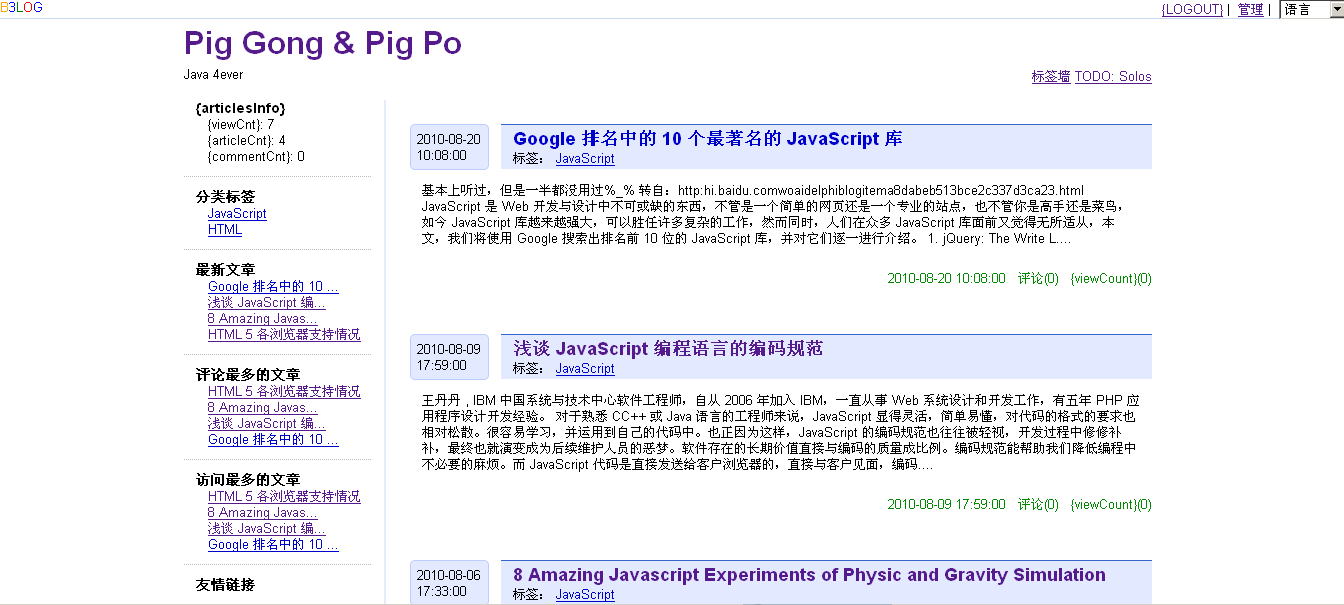 B3LOG
{LOGOUT} | 管理 | 语言
Pig Gong & Pig Po
Java 4ever
标签墙 TODO: Solos
{articlesInfo}
{viewCnt}: 7
{articleCnt}: 4
{commentCnt}: 0
分类标签
JavaScript
HTML
最新文章
Google 排名中的 10 ...
浅谈 JavaScript 编...
8 Amazing Javas...
HTML 5 各浏览器支持情况
评论最多的文章
HTML 5 各浏览器支持情况
8 Amazing Javas...
浅谈 JavaScript 编...
Google 排名中的 10 ...
访问最多的文章
HTML 5 各浏览器支持情况
8 Amazing Javas...
浅谈 JavaScript 编...
Google 排名中的 10 ...
友情链接
2010-08-20
10:08:00
Google 排名中的 10 个最著名的 JavaScript 库
标签： JavaScript
基本上听过，但是一半都没用过%_% 转自：http:hi.baidu.comwoaidelphiblogitema8dabeb513bce2c337d3ca23.html
JavaScript 是 Web 开发与设计中不可或缺的东西，不管是一个简单的网页还是一个专业的站点，也不管你是高手还是菜鸟，
如今 JavaScript 库越来越强大，可以胜任许多复杂的工作，然而同时，人们在众多 JavaScript 库面前又觉得无所适从，本
文，我们将使用 Google 搜索出排名前 10 位的 JavaScript 库，并对它们逐一进行介绍。 1. jQuery: The Write L....
2010-08-20 10:08:00 评论(0) {viewCount}(0)
2010-08-09
17:59:00
浅谈 JavaScript 编程语言的编码规范
标签： JavaScript
王丹丹 , IBM 中国系统与技术中心软件工程师，自从 2006 年加入 IBM，一直从事 Web 系统设计和开发工作，有五年 PHP 应
用程序设计开发经验。 对于熟悉 CC++ 或 Java 语言的工程师来说，JavaScript 显得灵活，简单易懂，对代码的格式的要求也
相对松散。很容易学习，并运用到自己的代码中。也正因为这样，JavaScript 的编码规范也往往被轻视，开发过程中修修补
补，最终也就演变成为后续维护人员的恶梦。软件存在的长期价值直接与编码的质量成比例。编码规范能帮助我们降低编程中
不必要的麻烦。而 JavaScript 代码是直接发送给客户浏览器的，直接与客户见面，编码....
2010-08-09 17:59:00 评论(0) {viewCount}(0)
2010-08-06
17:33:00
8 Amazing Javascript Experiments of Physic and Gravity Simulation
标签： JavaScript